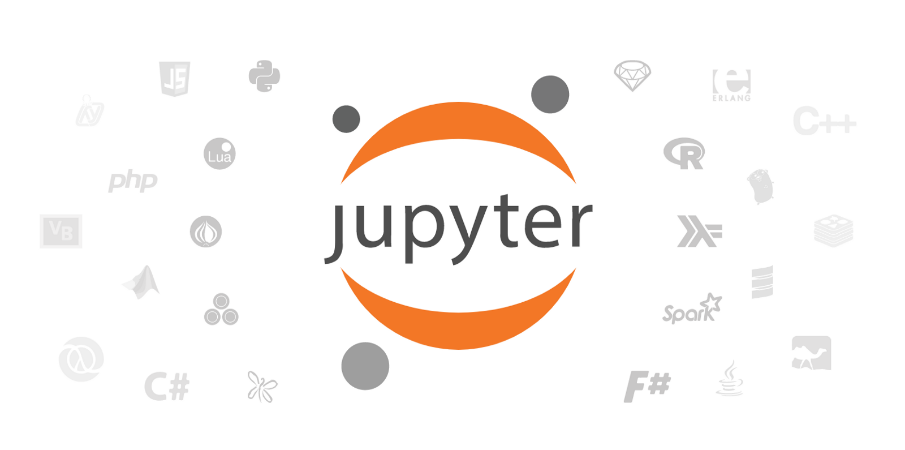 JS
ERLANG
C++
Lua
R
php
VB
jupyter
Spark
C#
F#